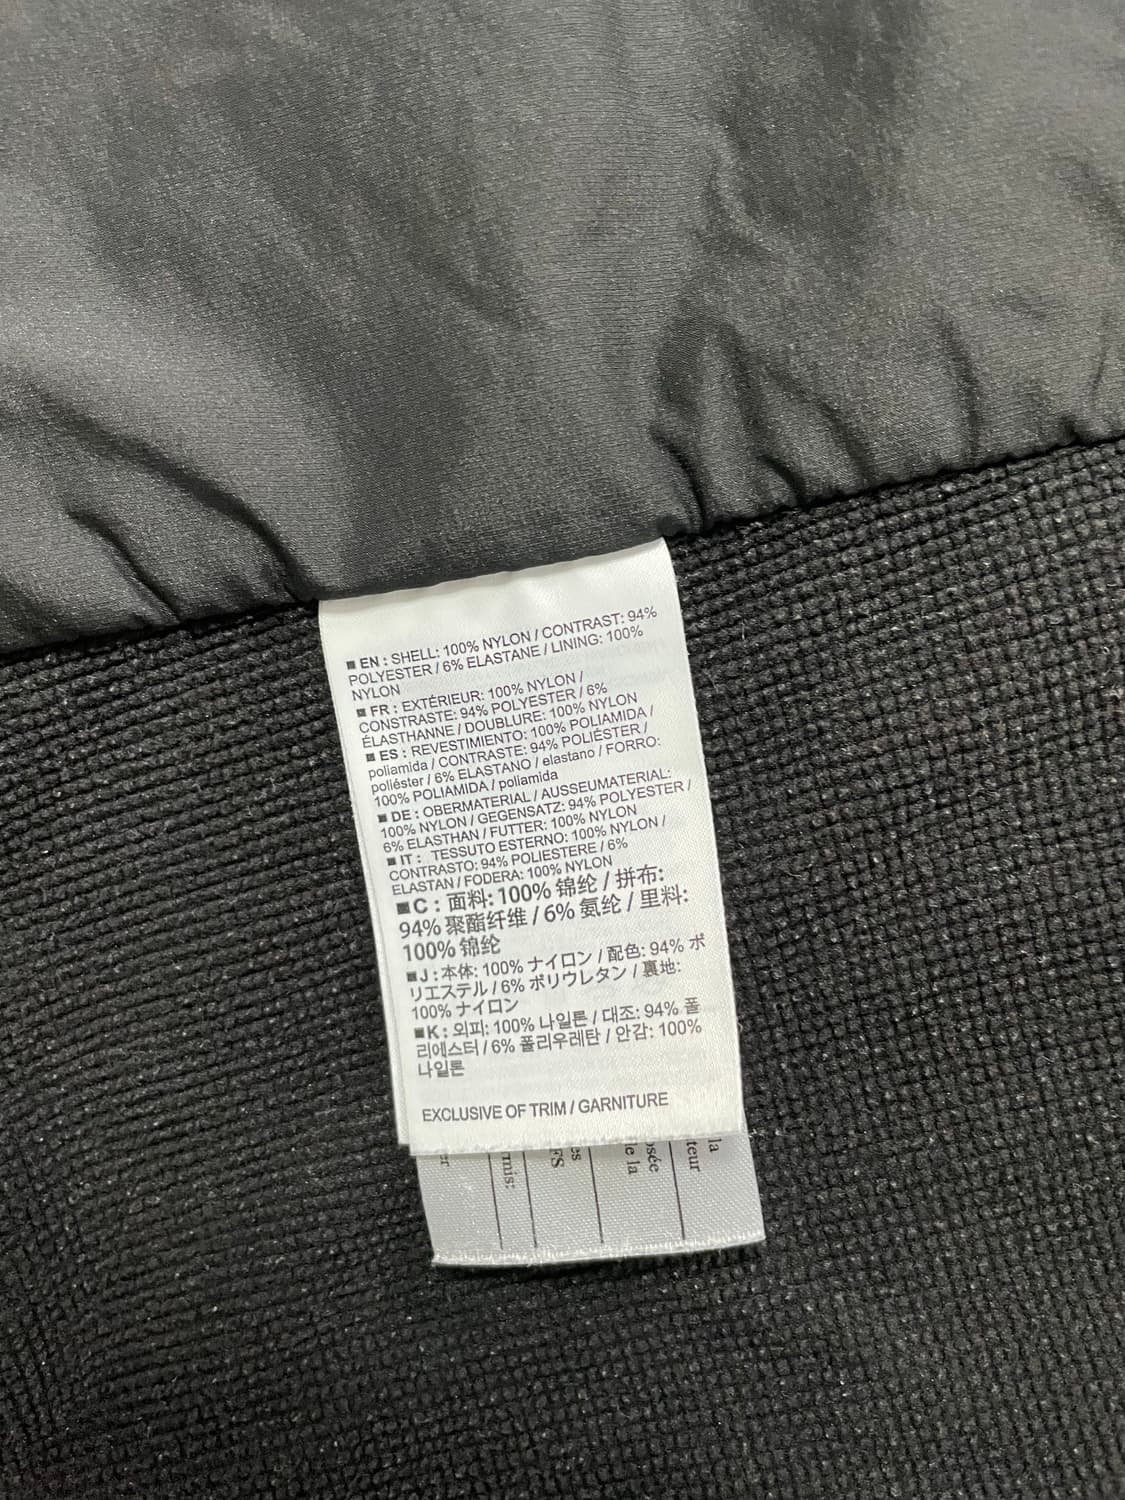 ■ EN : SHELL: 100% NYLON / CONTRAST: 94%
POLYESTER / 6% ELASTANE / LINING: 100%
NYLON
■ FR : EXTÉRIEUR: 100% NYLON /
CONSTRASTE: 94% POLYESTER / 6%
ÉLASTHANNE / DOUBLURE: 100% NYLON
■ ES : REVESTIMIENTO: 100% POLIAMIDA /
poliamida / CONTRASTE: 94% POLIÉSTER /
poliéster / 6% ELASTANO / elastano / FORRO:
100% POLIAMIDA / poliamida
■ DE : OBERMATERIAL / AUSSEUMATERIAL:
100% NYLON / GEGENSATZ: 94% POLYESTER /
6% ELASTHAN / FUTTER: 100% NYLON
■ IT : TESSUTO ESTERNO: 100% NYLON /
CONTRASTO: 94% POLIESTERE / 6%
ELASTAN / FODERA: 100% NYLON
■ C : 面料: 100% 锦纶 / 拼布:
94% 聚酯纤维 / 6% 氨纶 / 里料:
100% 锦纶
■ J : 本体: 100% ナイロン / 配色: 94% ポ
リエステル / 6% ポリウレタン / 裏地:
100% ナイロン
■ K : 외피: 100% 나일론 / 대조: 94% 폴
리에스터 / 6% 폴리우레탄 / 안감: 100%
나일론
EXCLUSIVE OF TRIM / GARNITURE